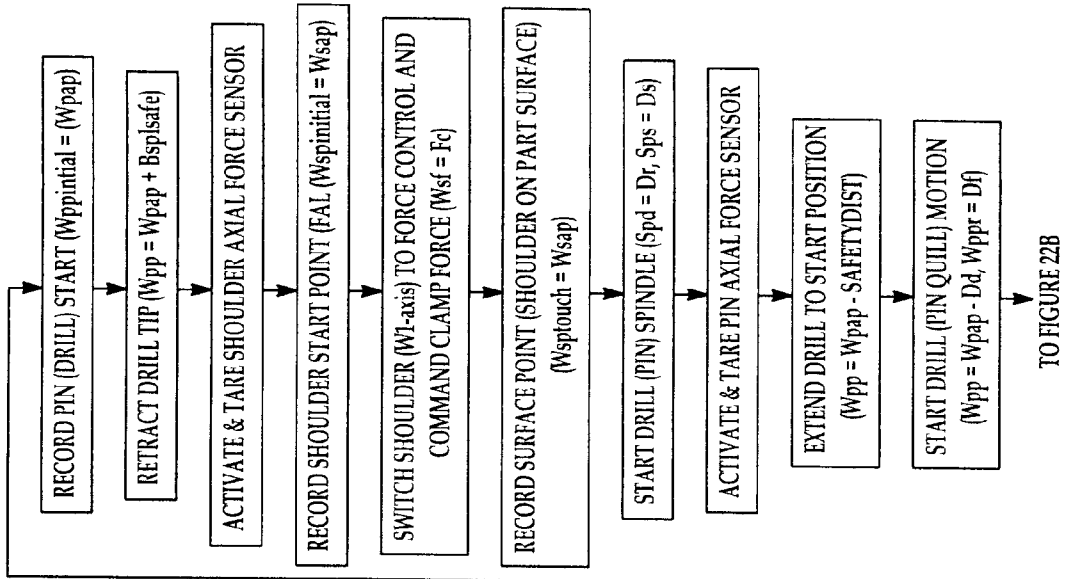 RECORD PIN (DRILL) START (Wppintial = (Wpap)
RETRACT DRILL TIP (Wpp = Wpap + Bsplsafe)
ACTIVATE & TARE SHOULDER AXIAL FORCE SENSOR
RECORD SHOULDER START POINT (FAL (Wspinitial = Wsap)
SWITCH SHOULDER (W1-axis) TO FORCE CONTROL AND
COMMAND CLAMP FORCE (Wsf = Fc)
RECORD SURFACE POINT (SHOULDER ON PART SURFACE)
(Wsptouch = Wsap)
START DRILL (PIN) SPINDLE (Spd = Dr, Sps = Ds)
ACTIVATE & TARE PIN AXIAL FORCE SENSOR
EXTEND DRILL TO START POSITION
(Wpp = Wpap - SAFETYDIST)
START DRILL (PIN QUILL) MOTION
(Wpp = Wpap - Dd, Wppr = Df)
TO FIGURE 22B